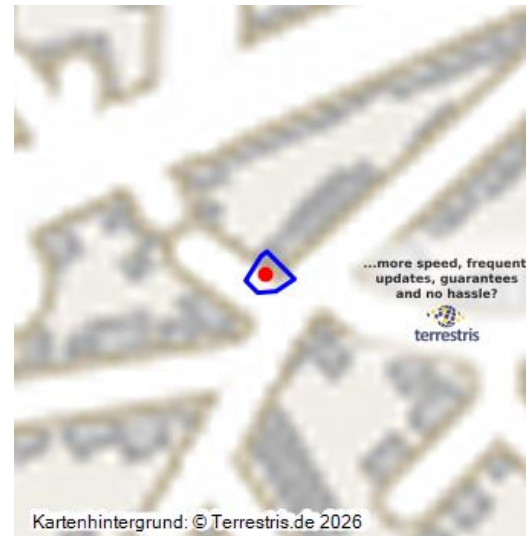 ...more speed, frequent
updates, guarantees
and no hassle?
terrestris
Kartenhintergrund: © Terrestris.de 2026